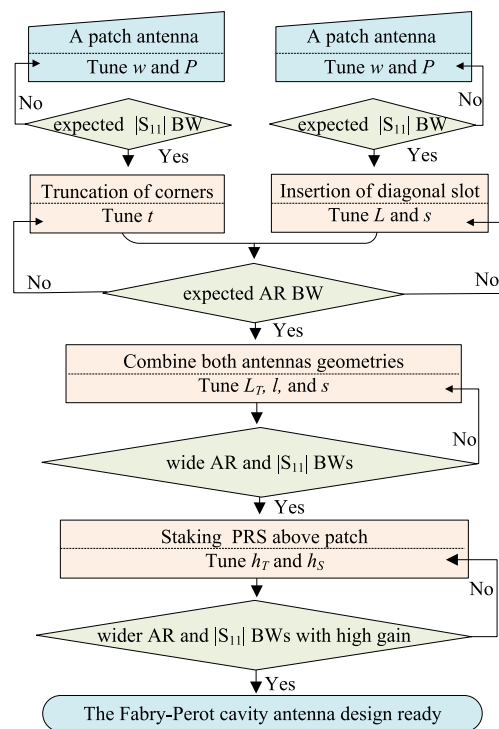 A patch antenna
Tune w and P
No
expected |S₁₁| BW
Yes
Truncation of corners
Tune t
A patch antenna
Tune w and P
No
expected |S₁₁| BW
Yes
Insertion of diagonal slot
Tune L and s
No
expected AR BW
No
Yes
Combine both antennas geometries
Tune L_T, l, and s
No
wide AR and |S₁₁| BWs
Yes
Staking PRS above patch
Tune h_T and h_S
No
wider AR and |S₁₁| BWs with high gain
Yes
The Fabry-Perot cavity antenna design ready